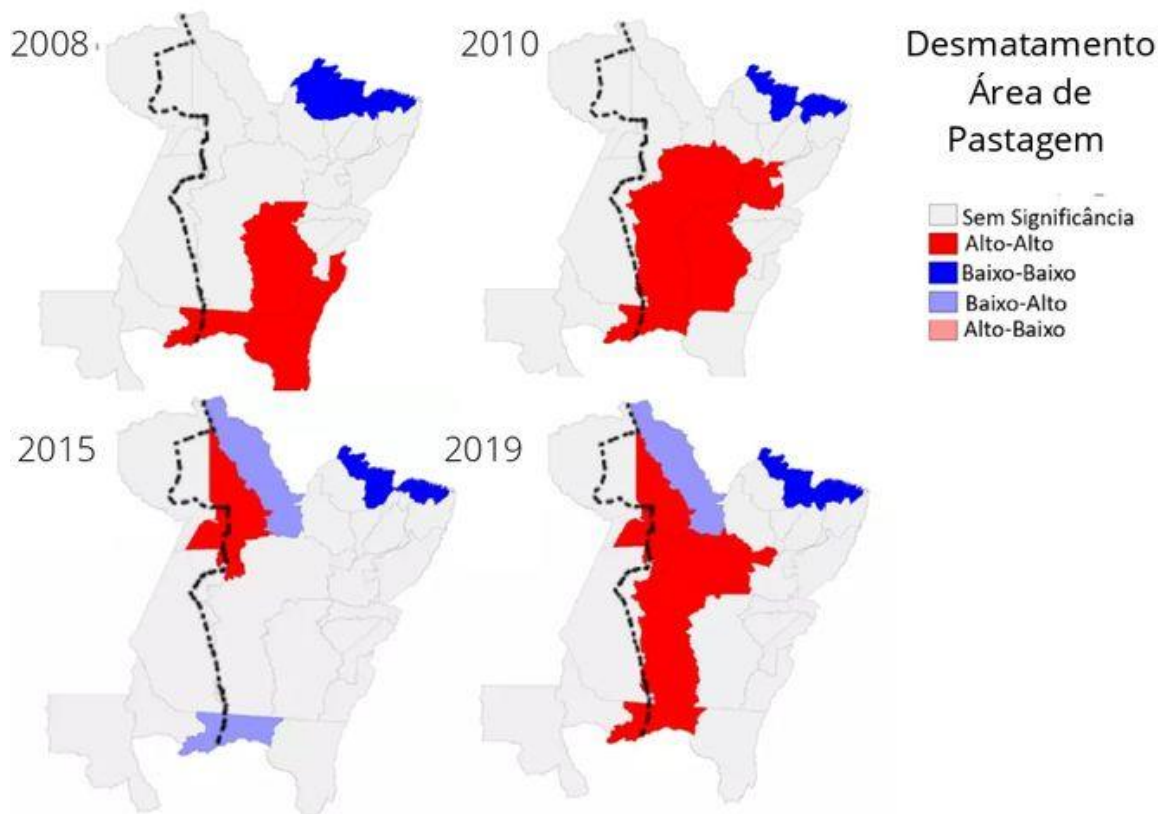 2008
2010
Desmatamento
Área de
Pastagem
Sem Significância
Alto-Alto
Baixo-Baixo
Baixo-Alto
Alto-Baixo
2015
2019